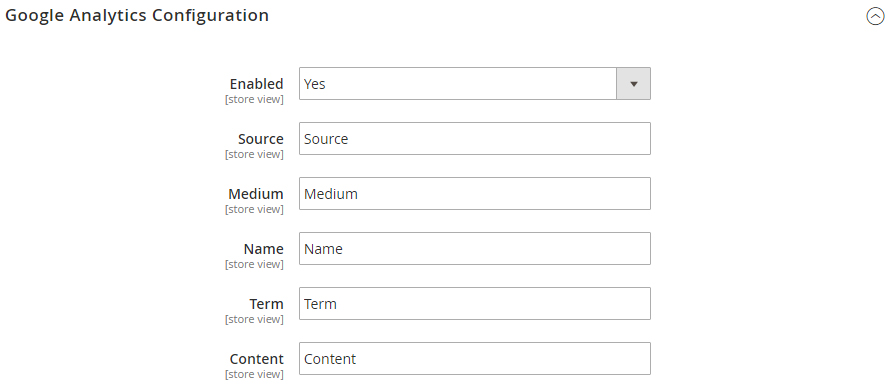 Google Analytics Configuration
Enabled Yes
[store view]
Source Source
[store view]
Medium Medium
[store view]
Name Name
[store view]
Term Term
[store view]
Content Content
[store view]